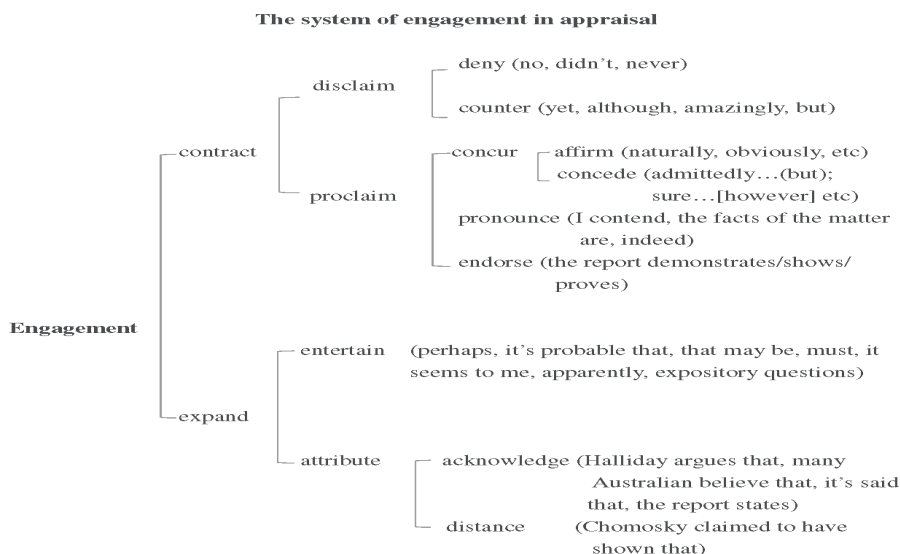 The system of engagement in appraisal
deny (no, didn't, never)
disclaim
counter (yet, although, amazingly, but)
contract
concur
affirm (naturally, obviously, etc)
concede (admittedly…(but);
sure…[however] etc)
proclaim
pronounce (I contend, the facts of the matter
are, indeed)
endorse (the report demonstrates/shows/
proves)
Engagement
entertain (perhaps, it's probable that, that may be, must, it
seems to me, apparently, expository questions)
expand
attribute
acknowledge (Halliday argues that, many
Australian believe that, it's said
that, the report states)
distance (Chomosky claimed to have
shown that)